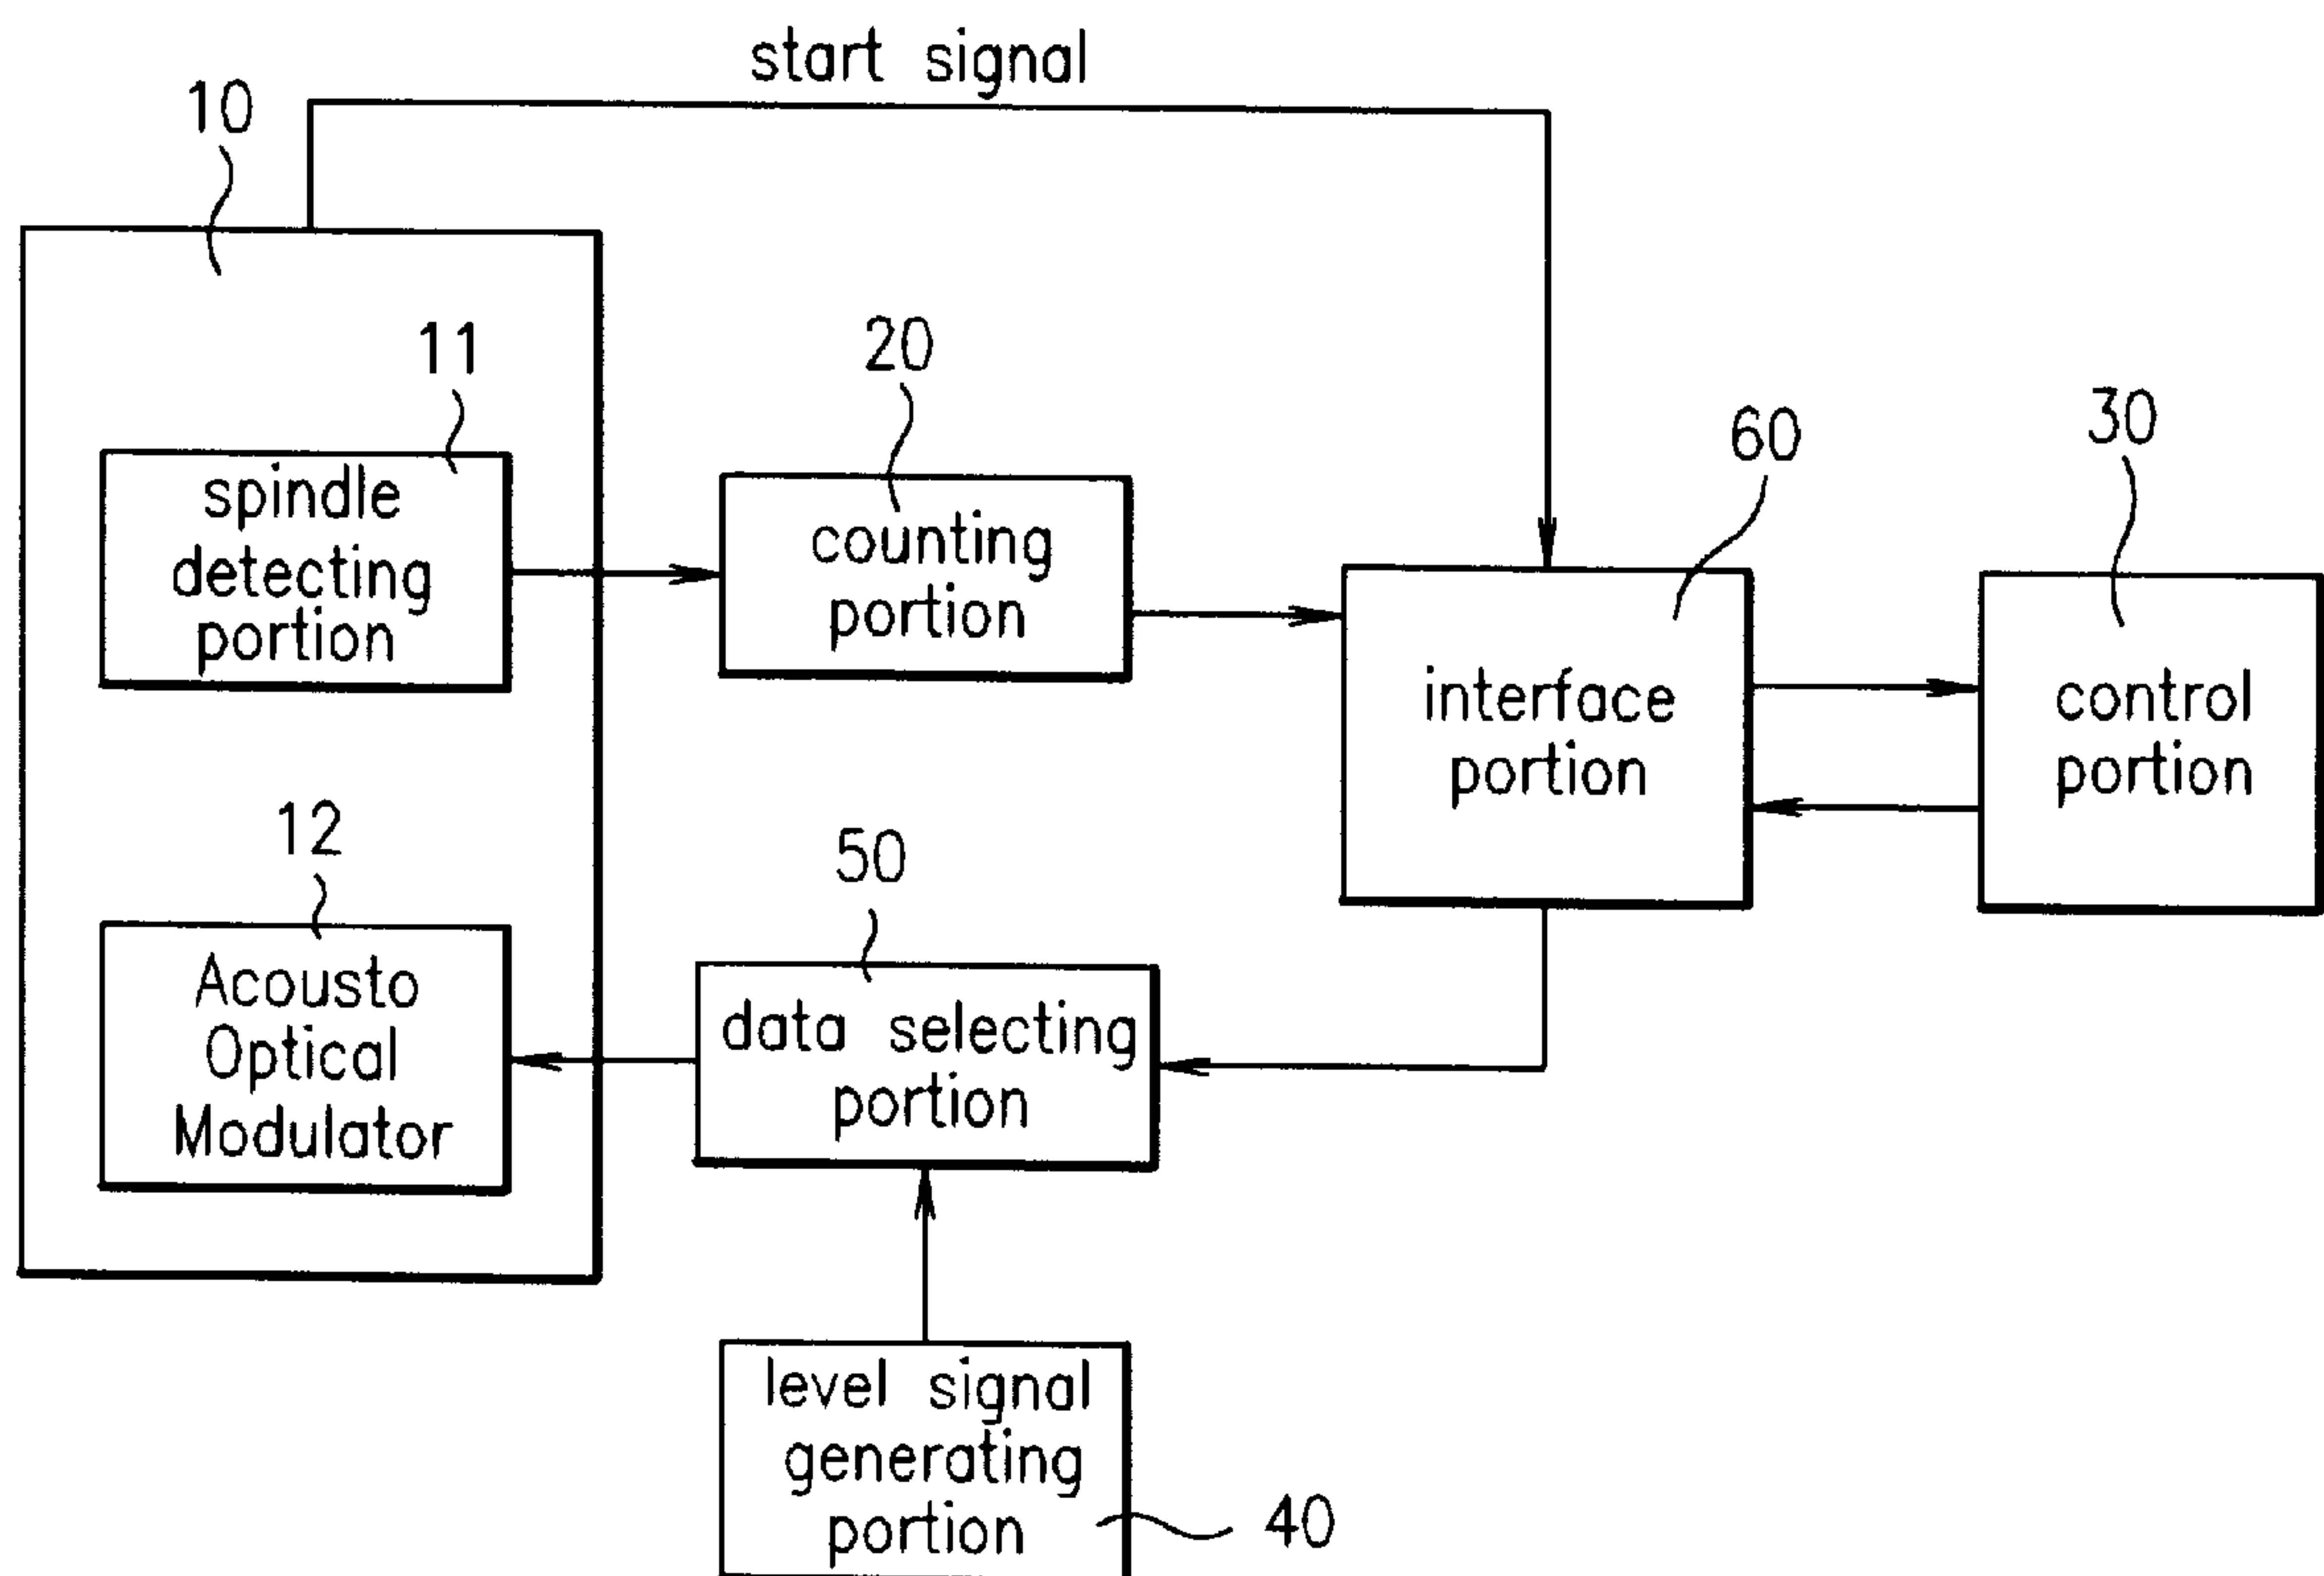 start signal
10
11
spindle
detecting
portion
20
counting
portion
60
interface
portion
30
control
portion
12
Acousto
Optical
Modulator
50
data selecting
portion
level signal
generating
portion
40